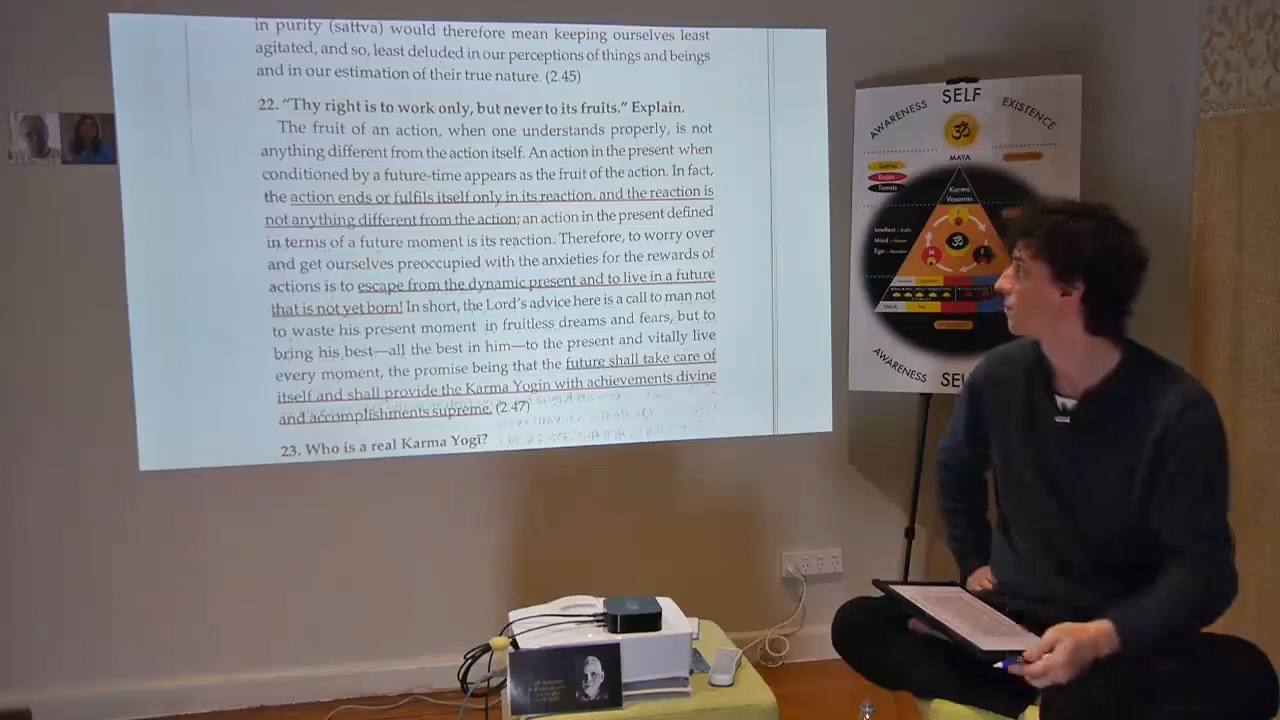 in purity (sattva) would therefore mean keeping ourselves least
agitated, and so, least deluded in our perceptions of things and beings
and in our estimation of their true nature. (2.45)
22. “Thy right is to work only, but never to its fruits.” Explain.
The fruit of an action, when one understands properly, is not
anything different from the action itself. An action in the present when
conditioned by a future-time appears as the fruit of the action. In fact,
the action ends or fulfils itself only in its reaction, and the reaction is
not anything different from the action; an action in the present defined
in terms of a future moment is its reaction. Therefore, to worry over
and get ourselves preoccupied with the anxieties for the rewards of
actions is to escape from the dynamic present and to live in a future
that is not yet born! In short, the Lord’s advice here is a call to man not
to waste his present moment in fruitless dreams and fears, but to
bring his best—all the best in him—to the present and vitally live
every moment, the promise being that the future shall take care of
itself and shall provide the Karma Yogin with achievements divine
and accomplishments supreme. (2.47)
23. Who is a real Karma Yogī?
SELF
AWARENESS
EXISTENCE
ॐ
MAYA
Sattva
Rajas
Tamas
Karma
Vasanas
Intellect
Mind
Ego
I
M
ॐ
AWARENESS
SEL